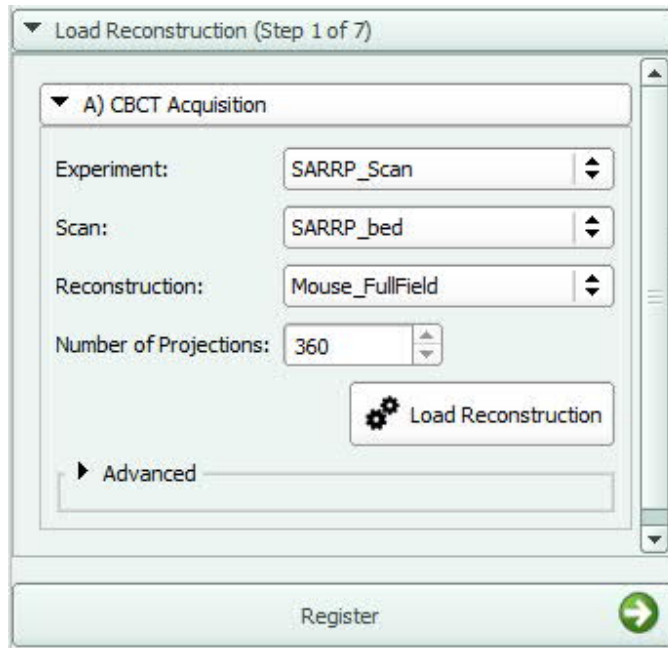 Load Reconstruction (Step 1 of 7)
A) CBCT Acquisition
Experiment: SARRP_Scan
Scan: SARRP_bed
Reconstruction: Mouse_FullField
Number of Projections: 360
Load Reconstruction
Advanced
Register